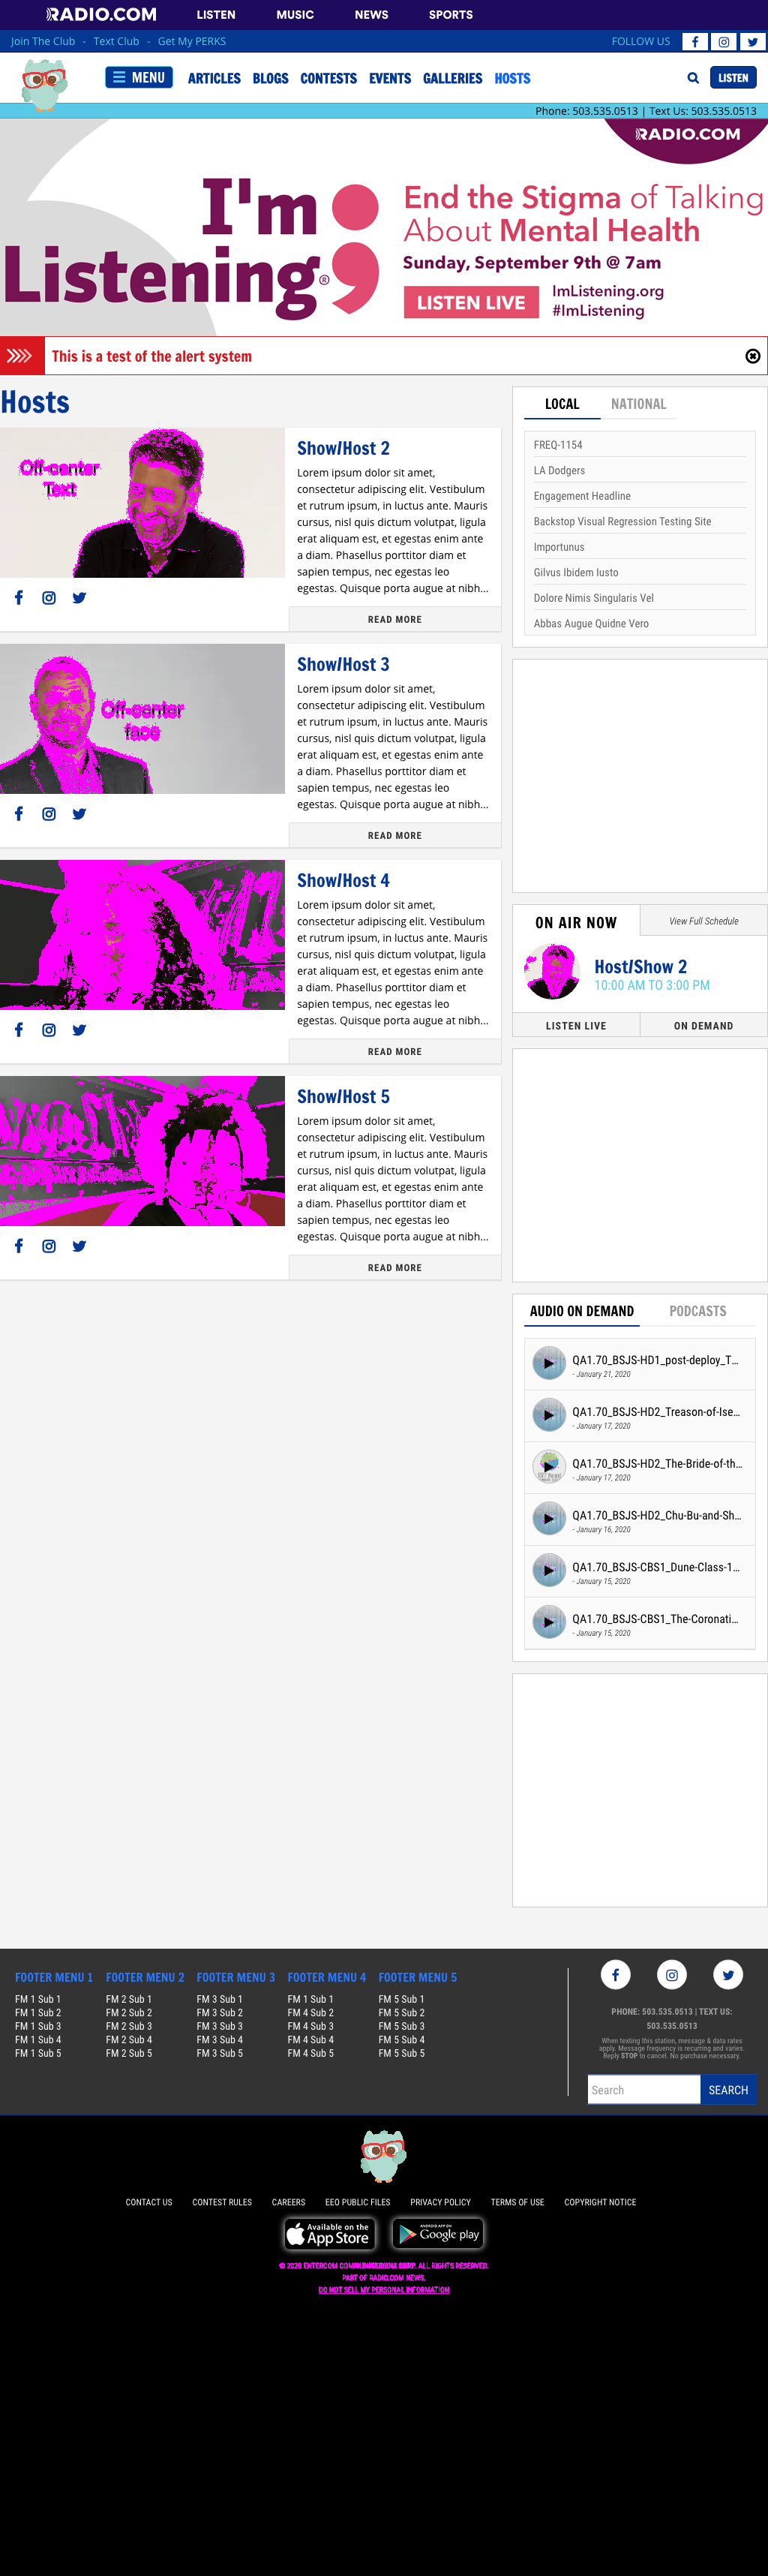 RADIO.COM LISTEN MUSIC NEWS SPORTS
Join The Club - Text Club - Get My PERKS FOLLOW US
MENU ARTICLES BLOGS CONTESTS EVENTS GALLERIES HOSTS LISTEN
Phone: 503.535.0513 | Text Us: 503.535.0513
RADIO.COM
I'm
Listening®
End the Stigma of Talking
About Mental Health
Sunday, September 9th @ 7am
LISTEN LIVE
ImListening.org
#ImListening
This is a test of the alert system
Hosts
Off-center
Text
Show/Host 2
Lorem ipsum dolor sit amet,
consectetur adipiscing elit. Vestibulum
et rutrum ipsum, in luctus ante. Mauris
cursus, nisl quis dictum volutpat, ligula
erat aliquam est, et egestas enim ante
a diam. Phasellus porttitor diam et
sapien tempus, nec egestas leo
egestas. Quisque porta augue at nibh...
READ MORE
Off-center
face
Show/Host 3
Lorem ipsum dolor sit amet,
consectetur adipiscing elit. Vestibulum
et rutrum ipsum, in luctus ante. Mauris
cursus, nisl quis dictum volutpat, ligula
erat aliquam est, et egestas enim ante
a diam. Phasellus porttitor diam et
sapien tempus, nec egestas leo
egestas. Quisque porta augue at nibh...
READ MORE
Show/Host 4
Lorem ipsum dolor sit amet,
consectetur adipiscing elit. Vestibulum
et rutrum ipsum, in luctus ante. Mauris
cursus, nisl quis dictum volutpat, ligula
erat aliquam est, et egestas enim ante
a diam. Phasellus porttitor diam et
sapien tempus, nec egestas leo
egestas. Quisque porta augue at nibh...
READ MORE
Show/Host 5
Lorem ipsum dolor sit amet,
consectetur adipiscing elit. Vestibulum
et rutrum ipsum, in luctus ante. Mauris
cursus, nisl quis dictum volutpat, ligula
erat aliquam est, et egestas enim ante
a diam. Phasellus porttitor diam et
sapien tempus, nec egestas leo
egestas. Quisque porta augue at nibh...
READ MORE
LOCAL NATIONAL
FREQ-1154
LA Dodgers
Engagement Headline
Backstop Visual Regression Testing Site
Importunus
Gilvus Ibidem Iusto
Dolore Nimis Singularis Vel
Abbas Augue Quidne Vero
ON AIR NOW View Full Schedule
Host/Show 2
10:00 AM TO 3:00 PM
LISTEN LIVE ON DEMAND
AUDIO ON DEMAND PODCASTS
QA1.70_BSJS-HD1_post-deploy_T...
- January 21, 2020
QA1.70_BSJS-HD2_Treason-of-Ise...
- January 17, 2020
QA1.70_BSJS-HD2_The-Bride-of-th...
- January 17, 2020
QA1.70_BSJS-HD2_Chu-Bu-and-Sh...
- January 16, 2020
QA1.70_BSJS-CBS1_Dune-Class-1...
- January 15, 2020
QA1.70_BSJS-CBS1_The-Coronati...
- January 15, 2020
FOOTER MENU 1 FOOTER MENU 2 FOOTER MENU 3 FOOTER MENU 4 FOOTER MENU 5
FM 1 Sub 1 FM 2 Sub 1 FM 3 Sub 1 FM 1 Sub 1 FM 5 Sub 1
FM 1 Sub 2 FM 2 Sub 2 FM 3 Sub 2 FM 4 Sub 2 FM 5 Sub 2
FM 1 Sub 3 FM 2 Sub 3 FM 3 Sub 3 FM 4 Sub 3 FM 5 Sub 3
FM 1 Sub 4 FM 2 Sub 4 FM 3 Sub 4 FM 4 Sub 4 FM 5 Sub 4
FM 1 Sub 5 FM 2 Sub 5 FM 3 Sub 5 FM 4 Sub 5 FM 5 Sub 5
PHONE: 503.535.0513 | TEXT US:
503.535.0513
When texting this station, message & data rates
apply. Message frequency is recurring and varies.
Reply STOP to cancel. No purchase necessary.
Search SEARCH
CONTACT US CONTEST RULES CAREERS EEO PUBLIC FILES PRIVACY POLICY TERMS OF USE COPYRIGHT NOTICE
Available on the
App Store
ANDROID APP ON
Google play
ALL RIGHTS RESERVED.
PART OF RADIO.COM NEWS.
DO NOT SELL MY PERSONAL INFORMATION